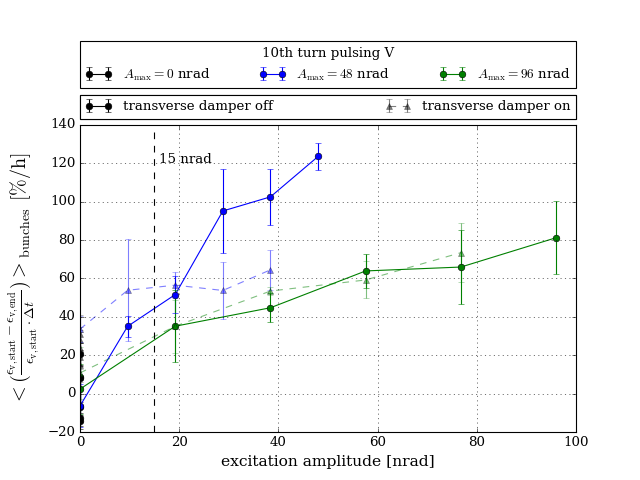 10th turn pulsing V
A_max = 0 nrad A_max = 48 nrad A_max = 96 nrad
transverse damper off transverse damper on
140
120
100
80
60
40
20
0
−20
15 nrad
0 20 40 60 80 100
excitation amplitude [nrad]
< ( (ϵ_v,start − ϵ_v,end) / (ϵ_v,start · Δt) ) >_bunches [%/h]